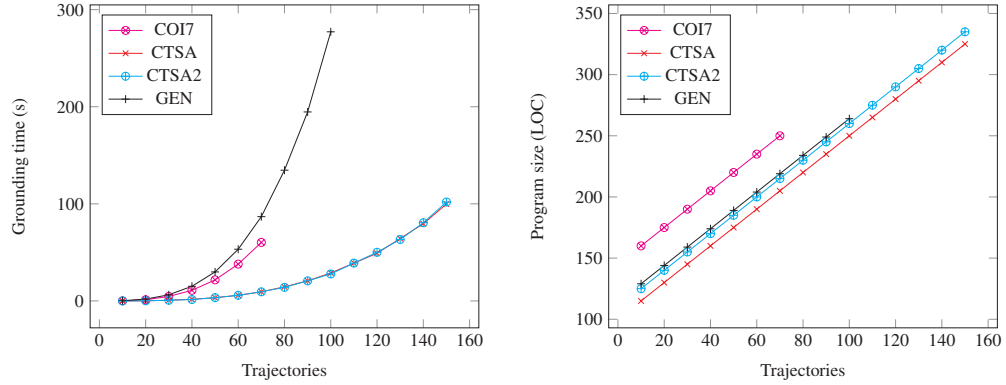 300
200
100
0
Grounding time (s)
COI7
CTSA
CTSA2
GEN
0 20 40 60 80 100 120 140 160
Trajectories
350
300
250
200
150
100
Program size (LOC)
COI7
CTSA
CTSA2
GEN
0 20 40 60 80 100 120 140 160
Trajectories